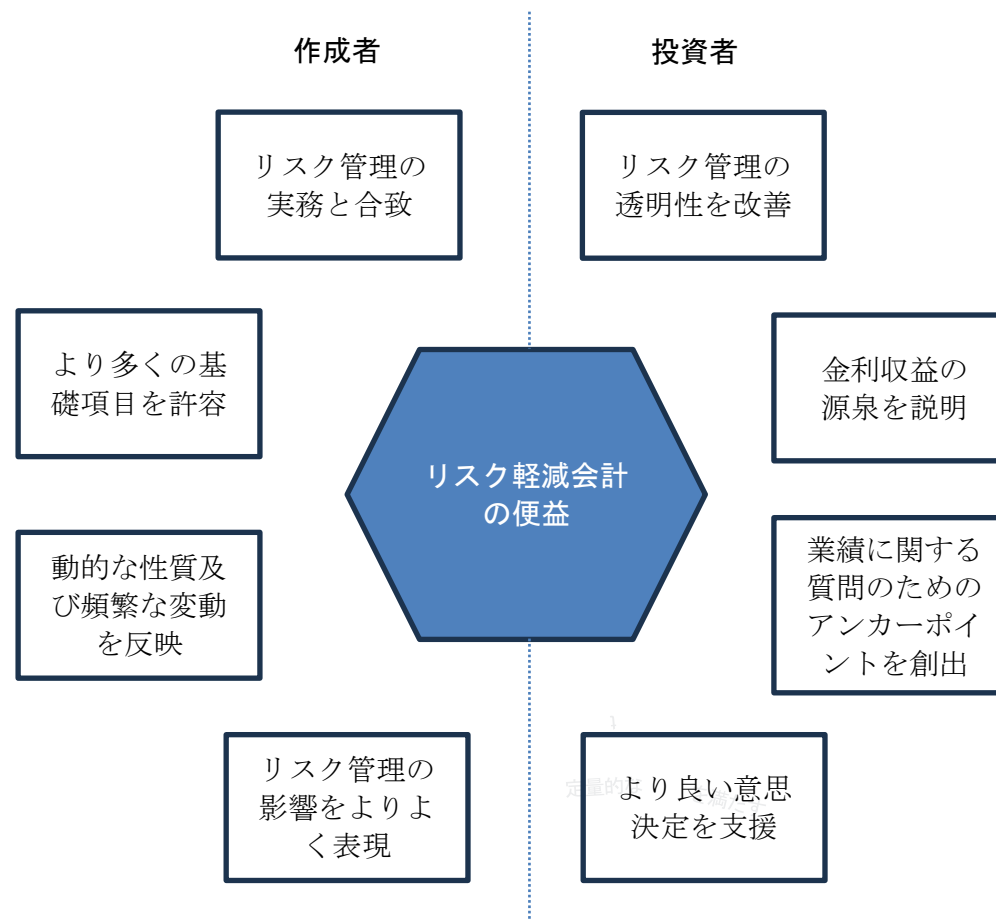 作成者
投資者
リスク管理の
実務と合致
リスク管理の
透明性を改善
より多くの基
礎項目を許容
金利収益の
源泉を説明
リスク軽減会計
の便益
動的な性質及
び頻繁な変動
を反映
業績に関する
質問のための
アンカーポイ
ントを創出
リスク管理の
影響をよりよ
く表現
より良い意思
決定を支援
定量的